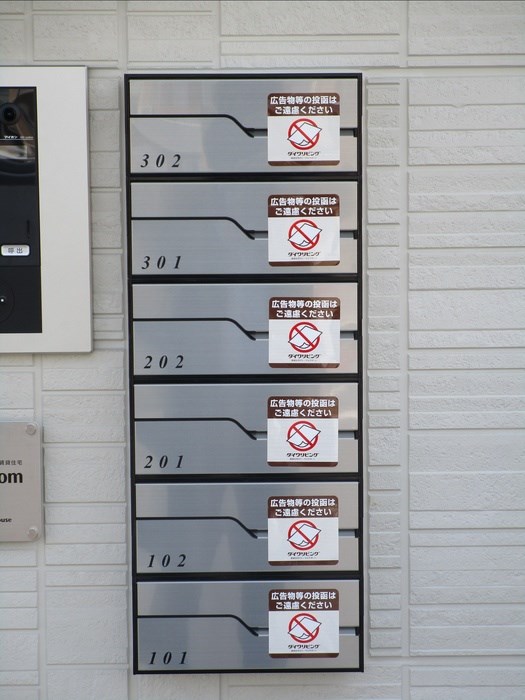 広告物等の投函は
ご遠慮ください
ダイワリビング
302
広告物等の投函は
ご遠慮ください
ダイワリビング
301
広告物等の投函は
ご遠慮ください
ダイワリビング
202
広告物等の投函は
ご遠慮ください
ダイワリビング
201
広告物等の投函は
ご遠慮ください
ダイワリビング
102
広告物等の投函は
ご遠慮ください
ダイワリビング
101
呼出
賃貸住宅
om
ouse